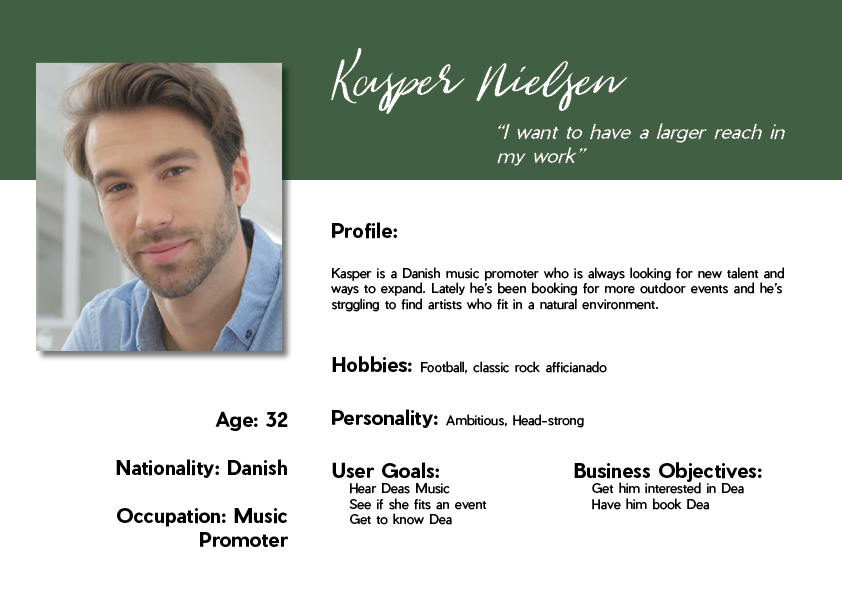 Kasper Nielsen
“I want to have a larger reach in
my work”
Profile:
Kasper is a Danish music promoter who is always looking for new talent and
ways to expand. Lately he's been booking for more outdoor events and he's
strggling to find artists who fit in a natural environment.
Hobbies: Football, classic rock afficianado
Personality: Ambitious, Head-strong
Age: 32
Nationality: Danish
Occupation: Music
Promoter
User Goals:
Hear Deas Music
See if she fits an event
Get to know Dea
Business Objectives:
Get him interested in Dea
Have him book Dea